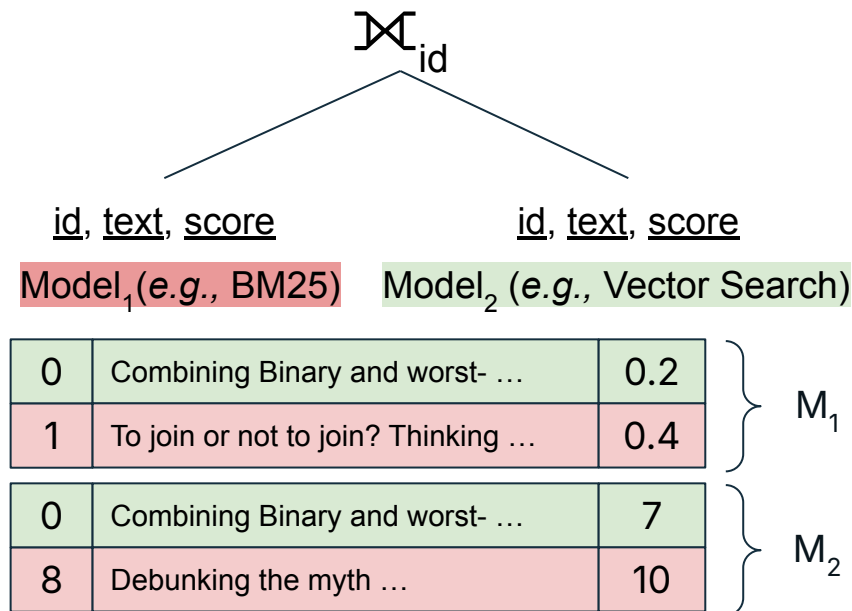 ⟗id
id, text, score
id, text, score
Model₁(e.g., BM25)
Model₂ (e.g., Vector Search)
0 Combining Binary and worst- … 0.2
1 To join or not to join? Thinking … 0.4
M₁
0 Combining Binary and worst- … 7
8 Debunking the myth … 10
M₂